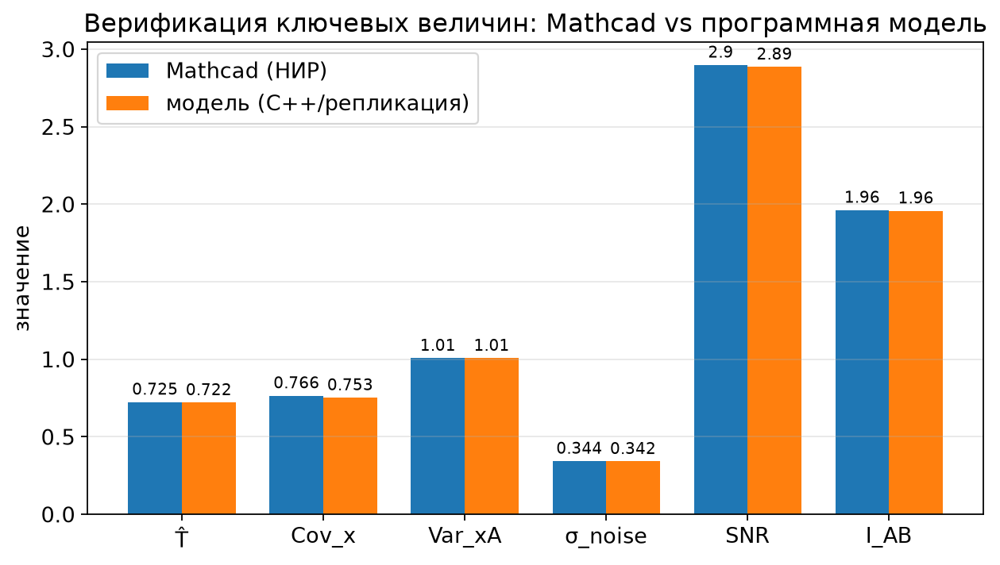 Верификация ключевых величин: Mathcad vs программная модель
Mathcad (НИР)
модель (C++/репликация)
значение
3.0
2.5
2.0
1.5
1.0
0.5
0.0
0.725 0.722
0.766 0.753
1.01 1.01
0.344 0.342
2.9 2.89
1.96 1.96
T̂ Cov_x Var_xA σ_noise SNR I_AB